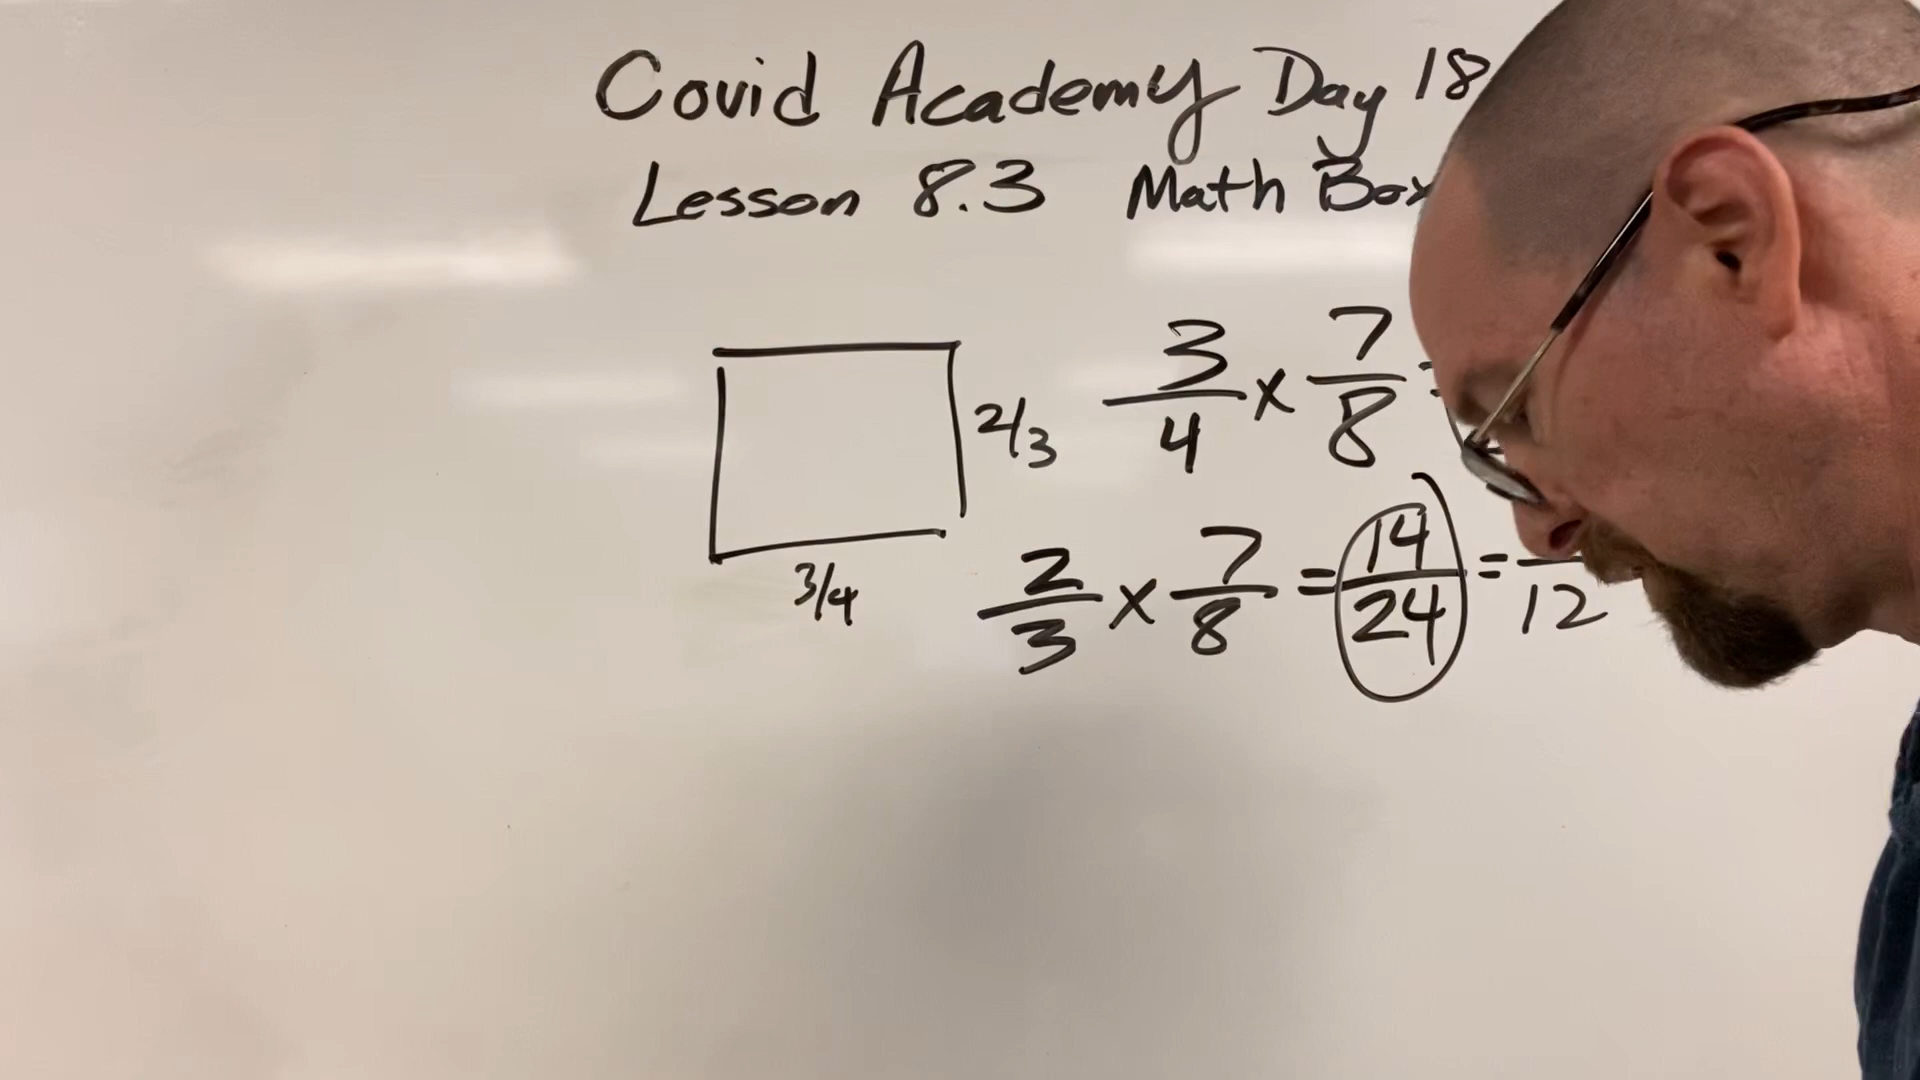 Covid Academy Day 18
Lesson 8.3 Math Box
2/3
3/4
3/4 × 7/8 =
2/3 × 7/8 = 14/24 = /12